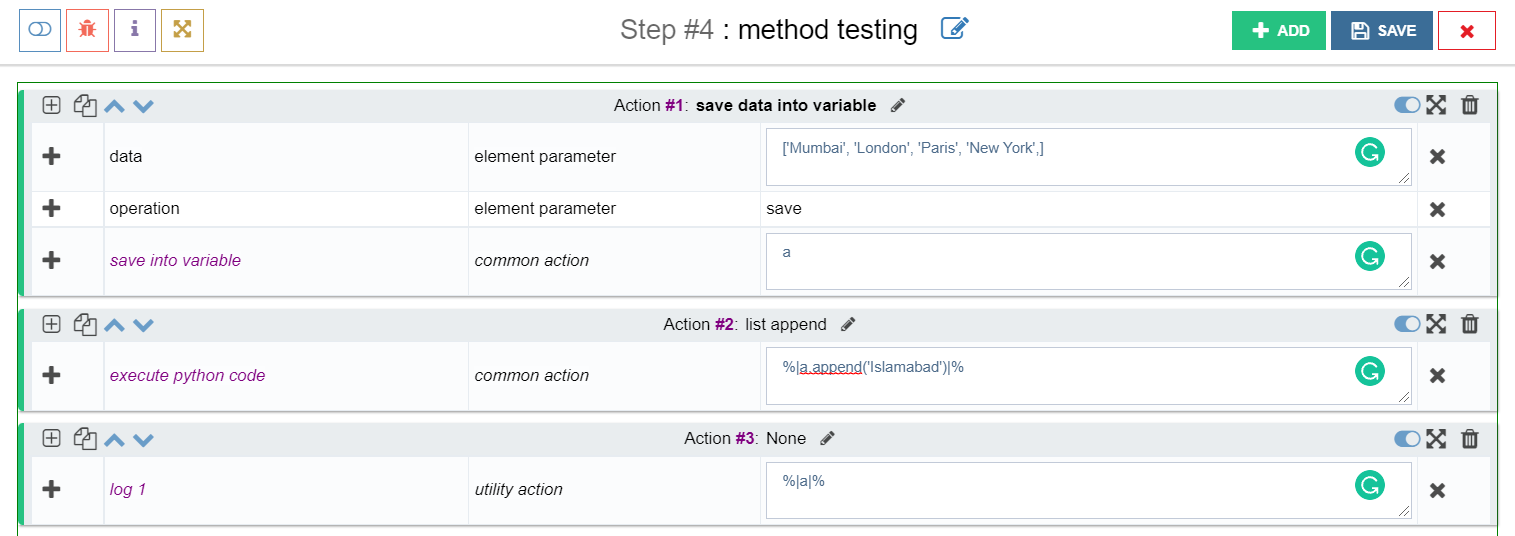 Step #4 : method testing
ADD
SAVE
Action #1: save data into variable
data element parameter ['Mumbai', 'London', 'Paris', 'New York',]
operation element parameter save
save into variable common action a
Action #2: list append
execute python code common action %|a.append('Islamabad')|%
Action #3: None
log 1 utility action %|a|%